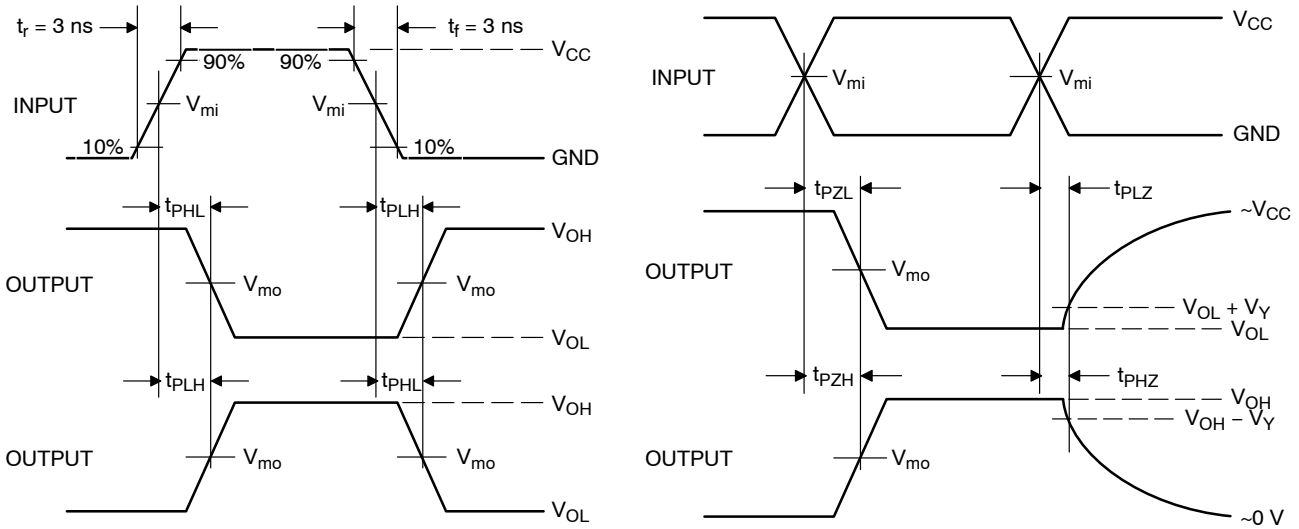 tr = 3 ns
tf = 3 ns
VCC
90%
90%
INPUT
Vmi
Vmi
10%
10%
GND
tPHL
tPLH
VOH
OUTPUT
Vmo
Vmo
VOL
tPLH
tPHL
VOH
OUTPUT
Vmo
Vmo
VOL
VCC
INPUT
Vmi
Vmi
GND
tPZL
tPLZ
~VCC
OUTPUT
Vmo
VOL + VY
VOL
tPZH
tPHZ
VOH
VOH − VY
OUTPUT
Vmo
~0 V